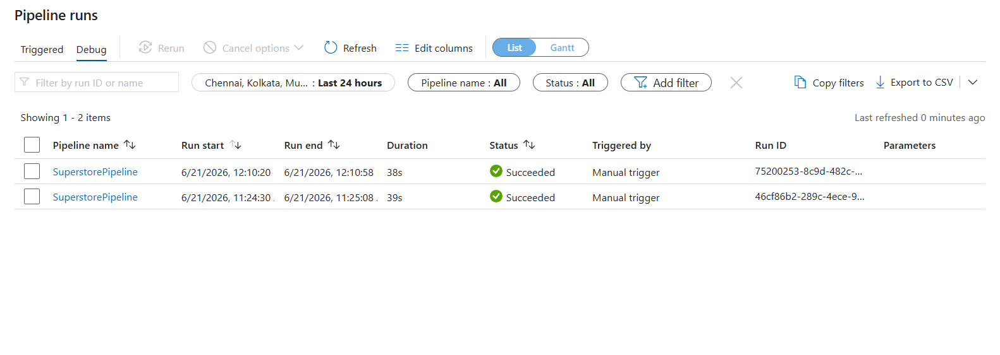 Pipeline runs
Triggered Debug Rerun Cancel options Refresh Edit columns List Gantt
Filter by run ID or name Chennai, Kolkata, Mu... : Last 24 hours Pipeline name : All Status : All Add filter Copy filters Export to CSV
Showing 1 - 2 items Last refreshed 0 minutes ago
Pipeline name Run start Run end Duration Status Triggered by Run ID Parameters
SuperstorePipeline 6/21/2026, 12:10:20 6/21/2026, 12:10:58 38s Succeeded Manual trigger 75200253-8c9d-482c-...
SuperstorePipeline 6/21/2026, 11:24:30 6/21/2026, 11:25:08 39s Succeeded Manual trigger 46cf86b2-289c-4ece-9...